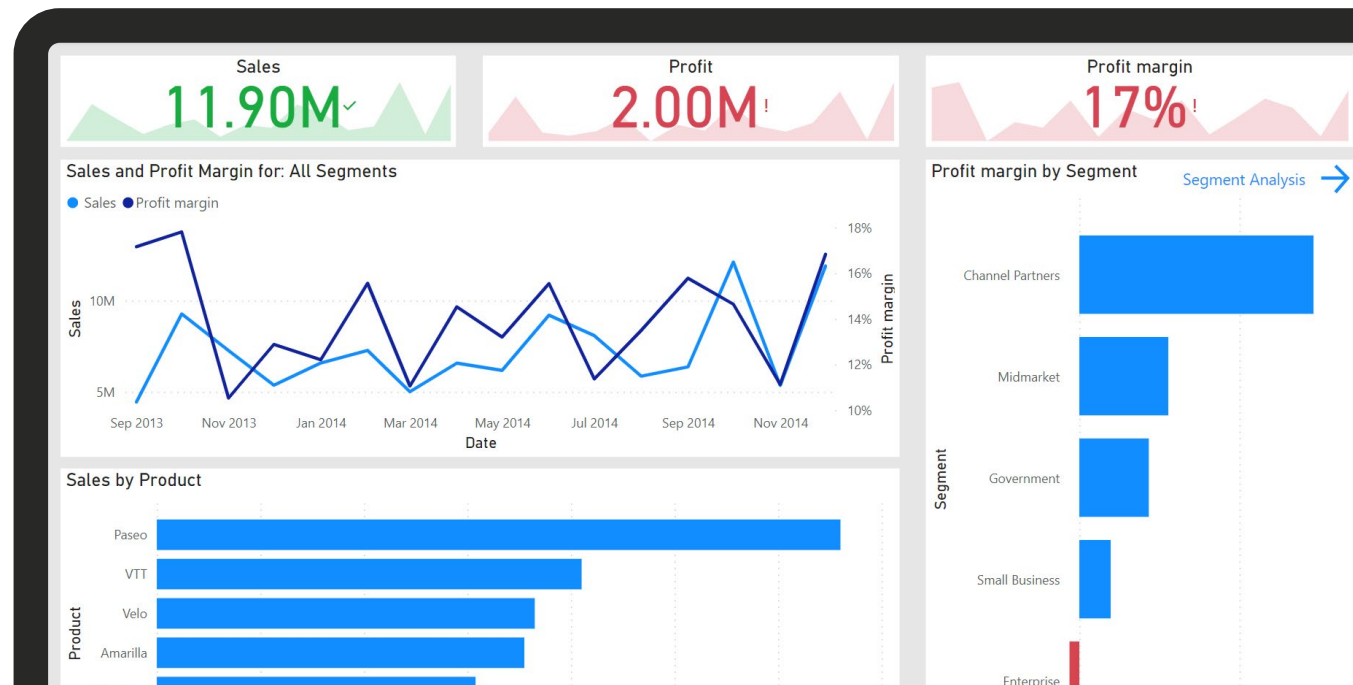 Sales
11.90M
Profit
2.00M!
Profit margin
17%!
Sales and Profit Margin for: All Segments
Sales Profit margin
18%
16%
14%
12%
10%
Profit margin
10M
5M
Sales
Sep 2013 Nov 2013 Jan 2014 Mar 2014 May 2014 Jul 2014 Sep 2014 Nov 2014
Date
Profit margin by Segment
Segment Analysis
Channel Partners
Midmarket
Government
Small Business
Enterprise
Segment
Sales by Product
Paseo
VTT
Velo
Amarilla
Product